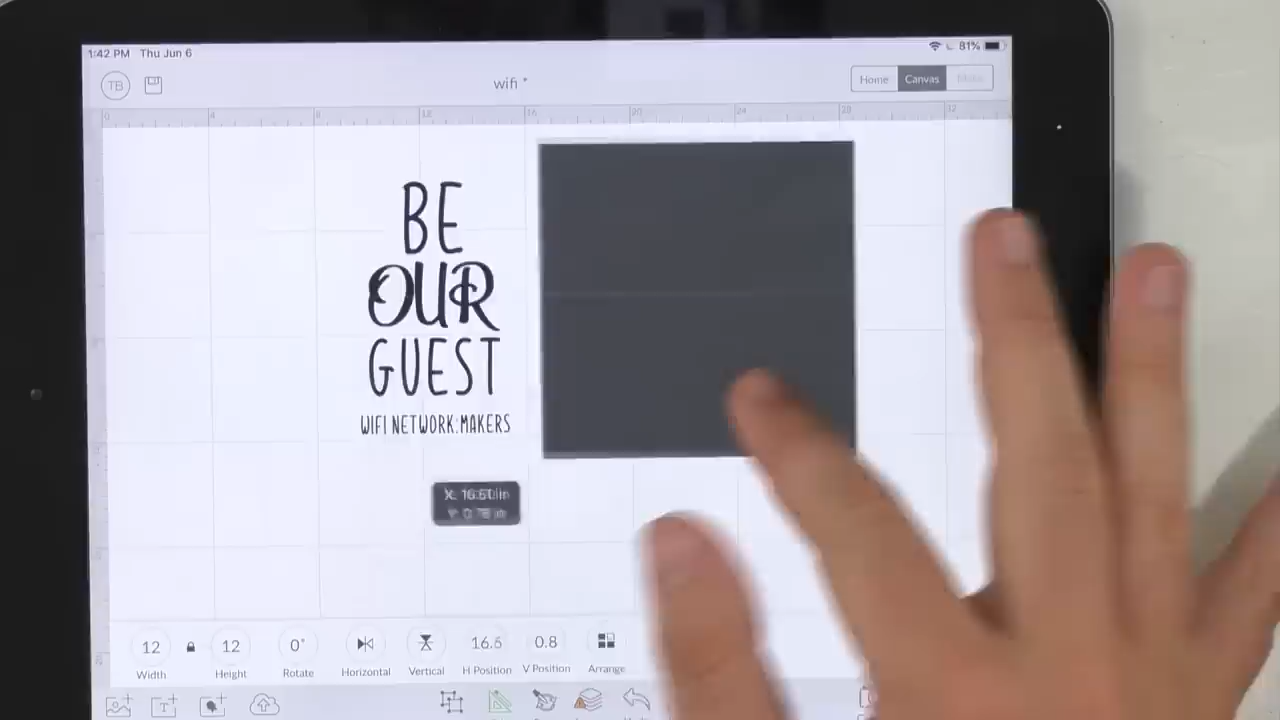 1:42 PM Thu Jun 6
81%
TB
wifi *
Home Canvas
0 4 8 12 16 20 24 28 32
BE
OUR
GUEST
WIFI NETWORK:MAKERS
12 12 0° 16.5 0.8
Width Height Rotate Horizontal Vertical H Position V Position Arrange